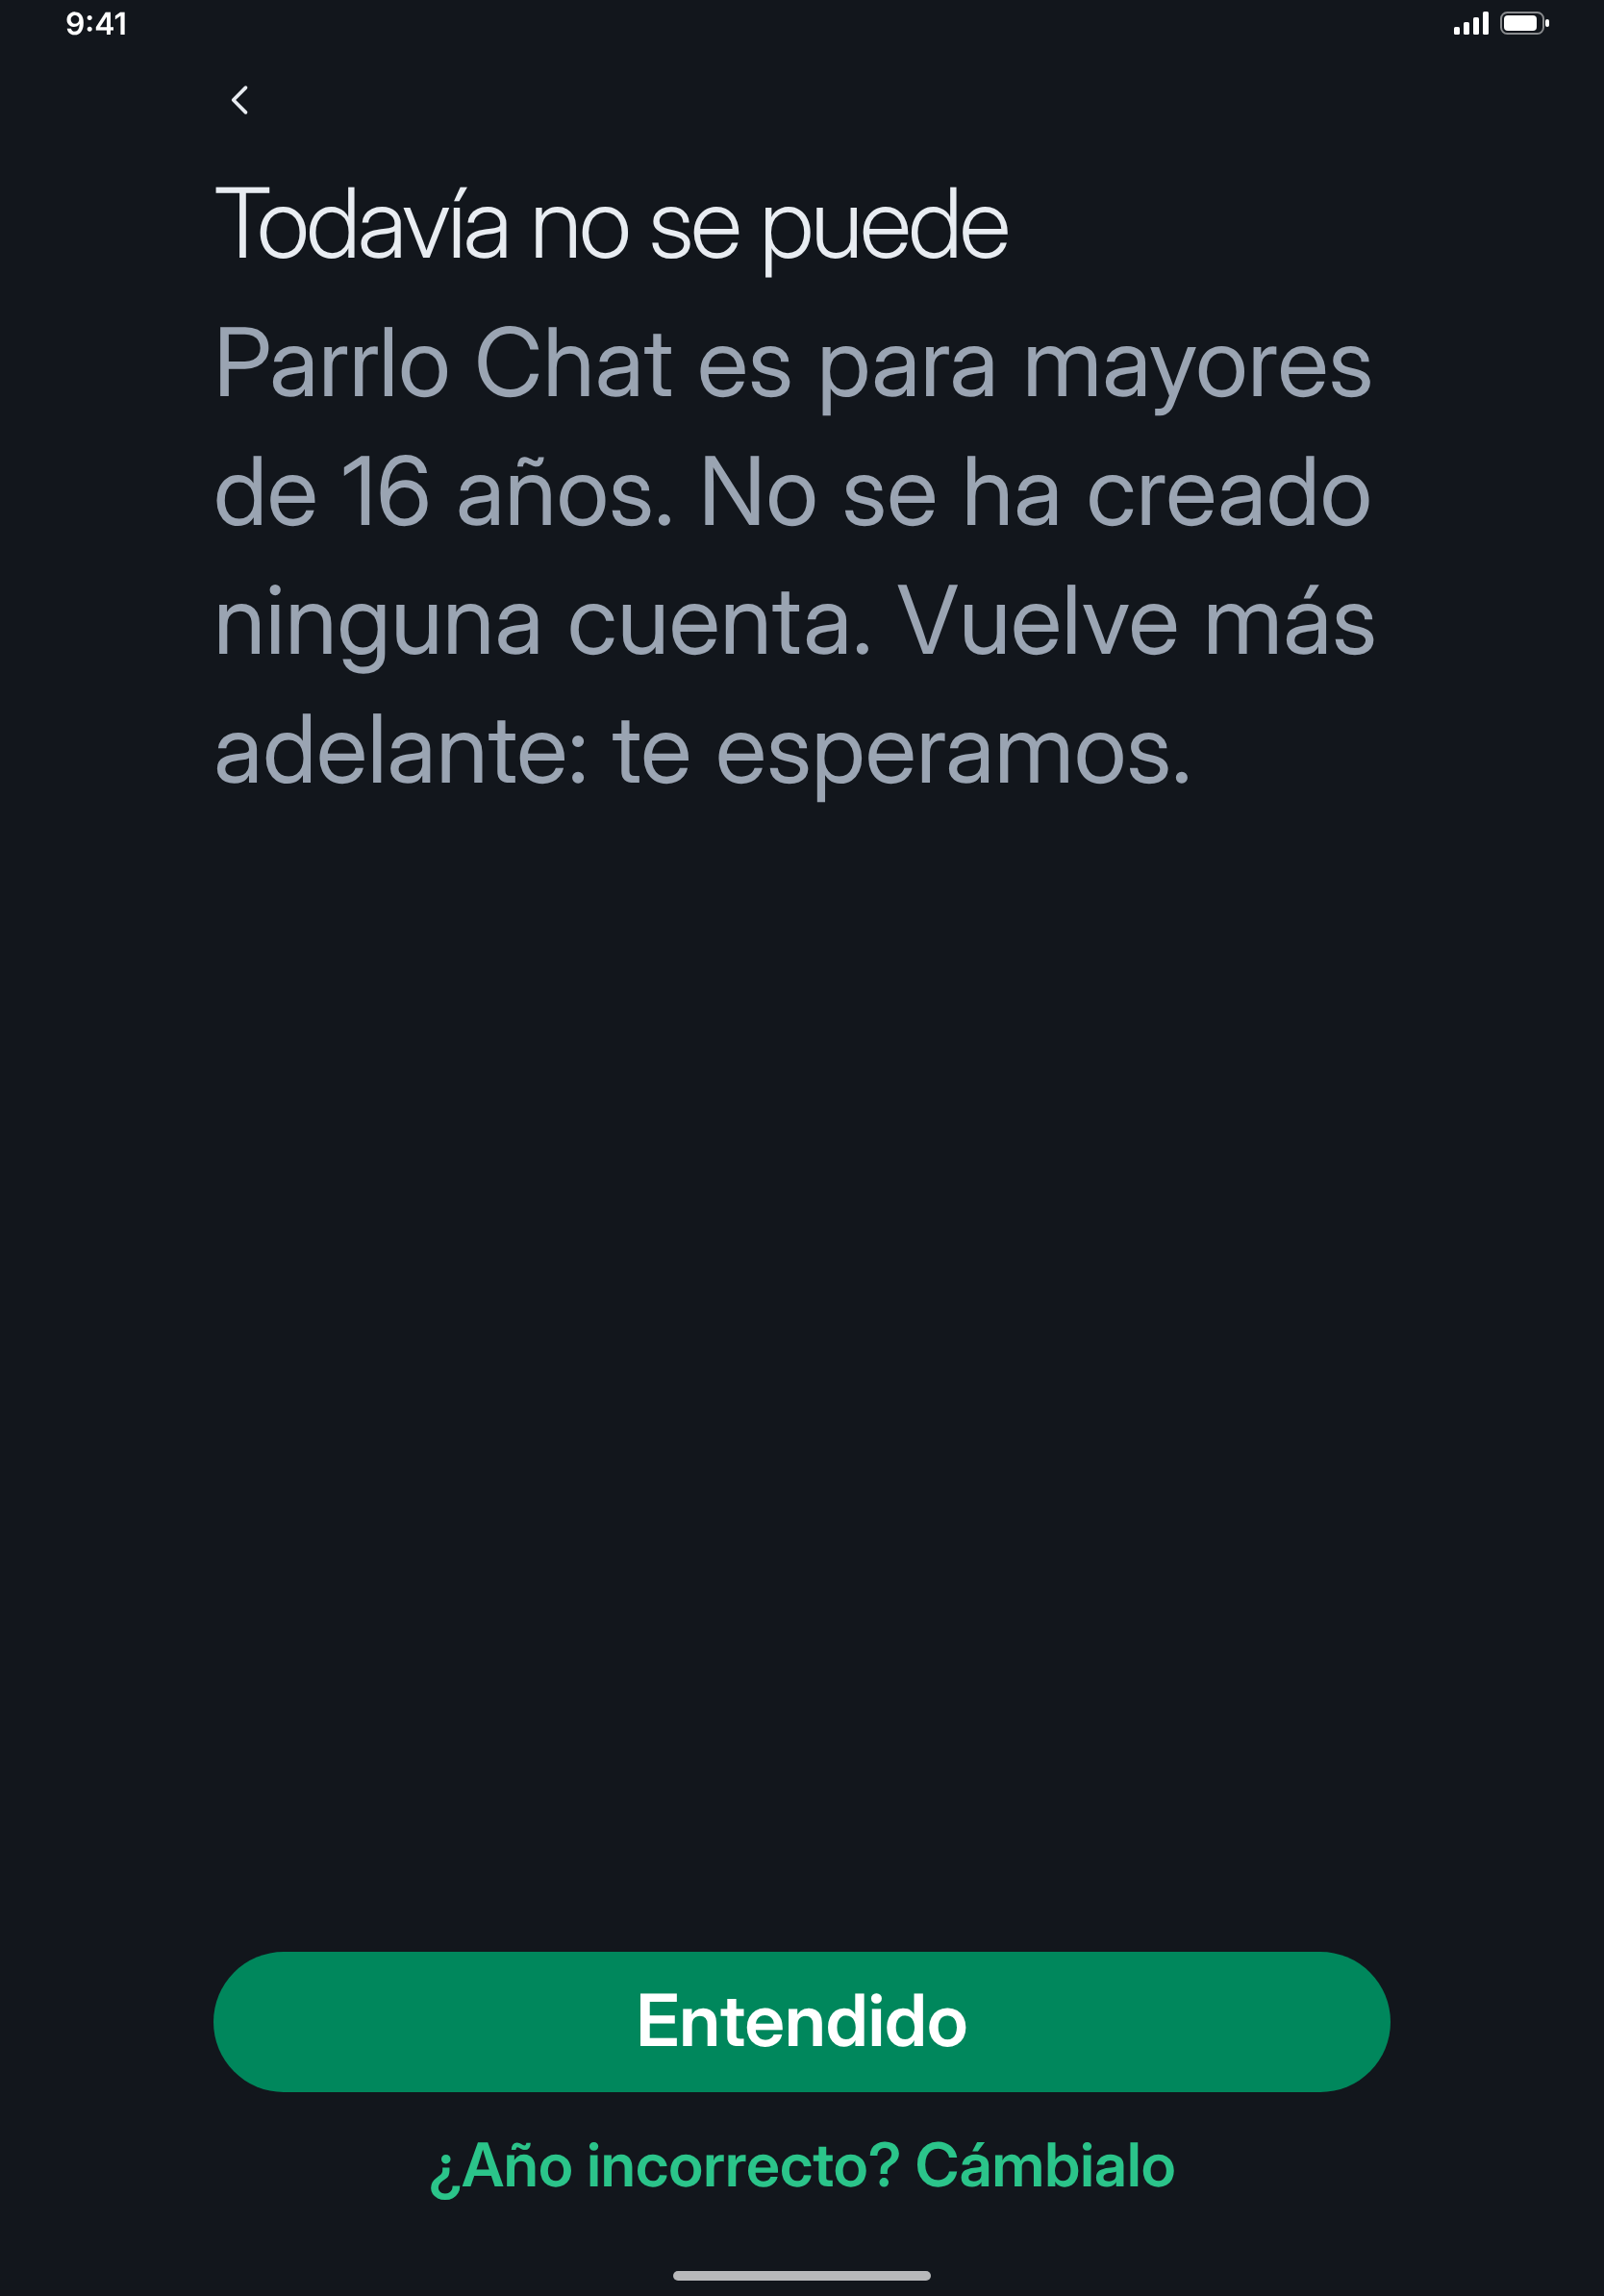 9:41
Todavía no se puede
Parrlo Chat es para mayores
de 16 años. No se ha creado
ninguna cuenta. Vuelve más
adelante: te esperamos.
Entendido
¿Año incorrecto? Cámbialo